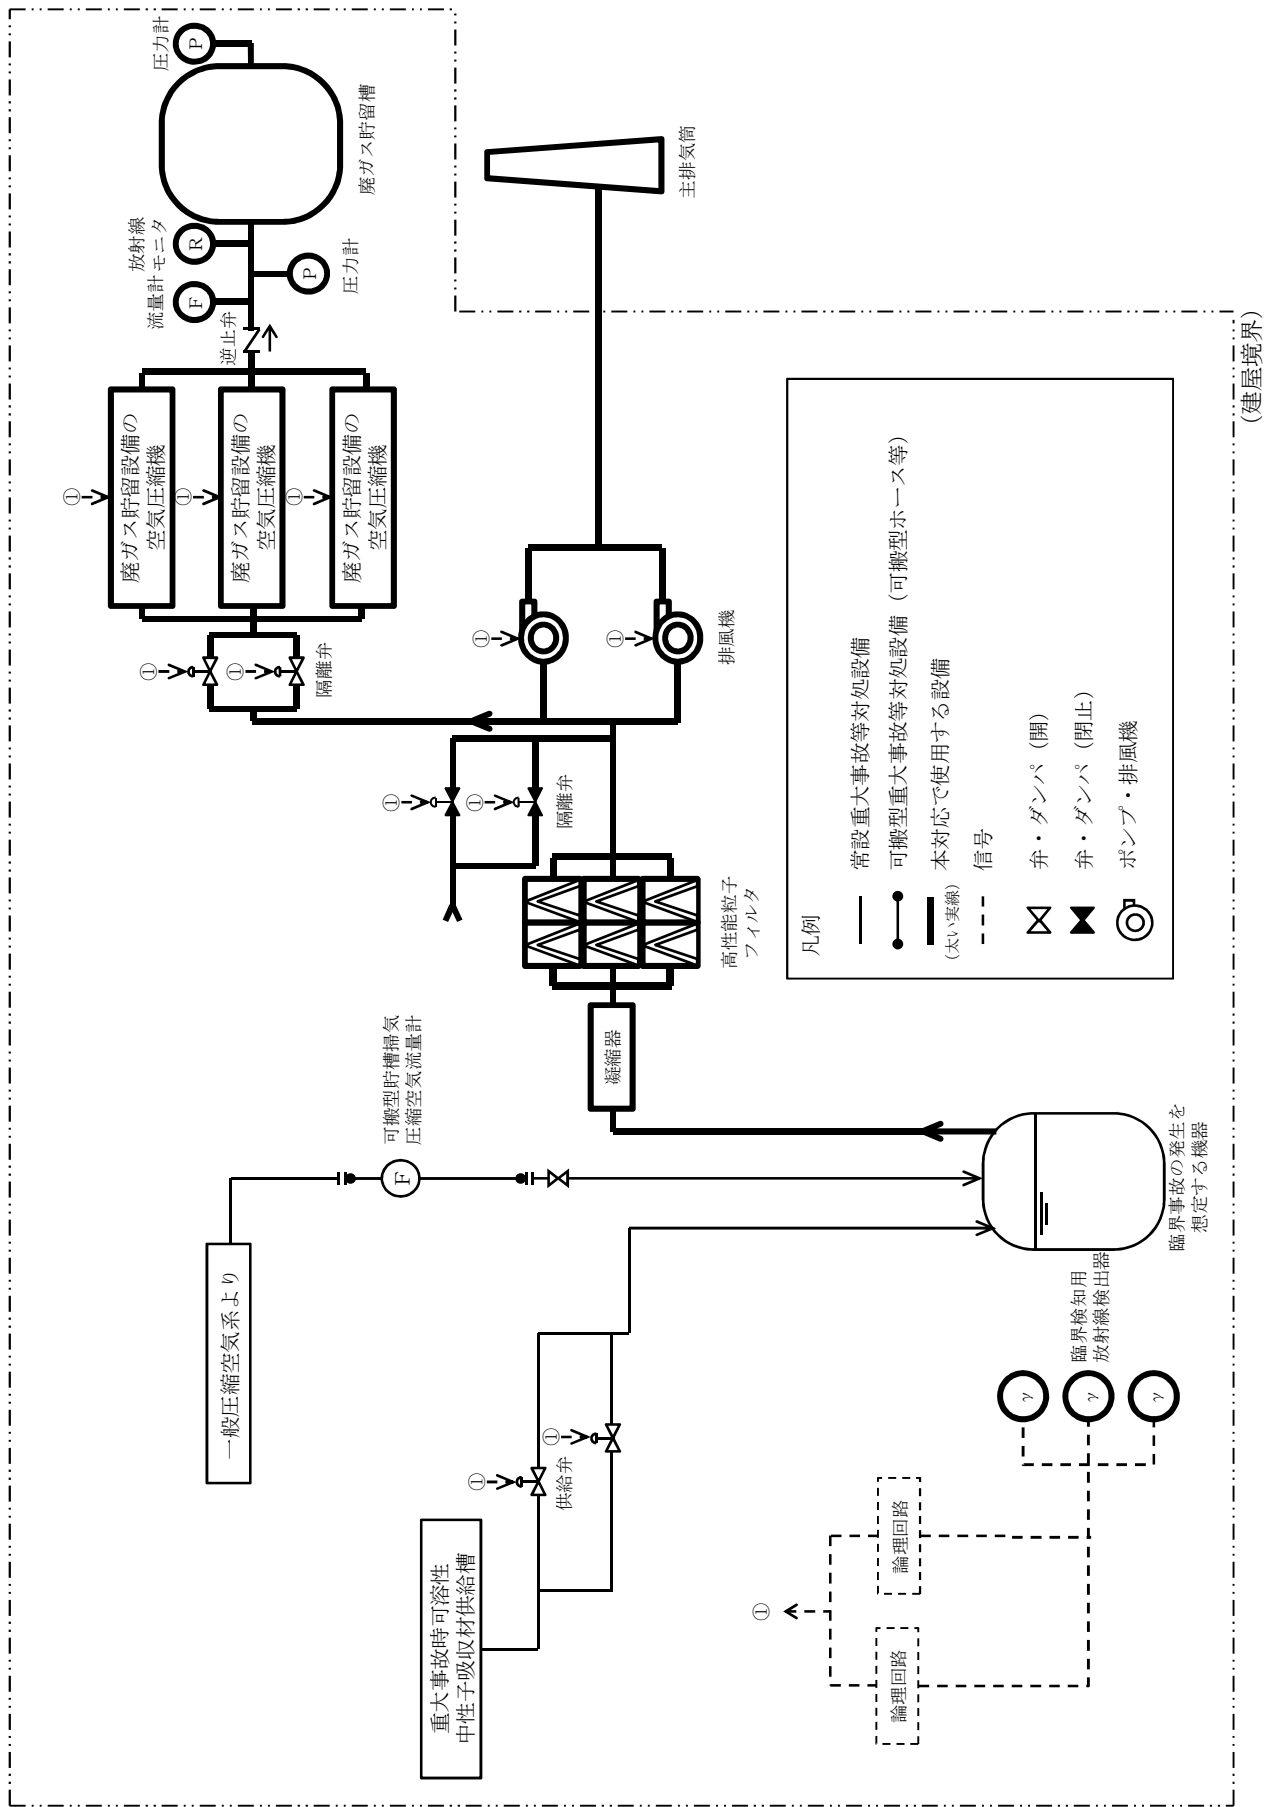 重大事故時可溶性
中性子吸収材供給槽
一般圧縮空気系より
①
供給弁
①
可搬型貯槽掃気
圧縮空気流量計
F
①
論理回路
論理回路
γ
γ
γ
臨界検知用
放射線検出器
臨界事故の発生を
想定する機器
凝縮器
高性能粒子
フィルタ
①
①
隔離弁
①
①
隔離弁
①
廃ガス貯留設備の
空気圧縮機
①
廃ガス貯留設備の
空気圧縮機
①
廃ガス貯留設備の
空気圧縮機
逆止弁
流量計
F
放射線
モニタ
R
P
圧力計
廃ガス貯留槽
圧力計
P
①
①
排風機
主排気筒
凡例
常設重大事故等対処設備
可搬型重大事故等対処設備（可搬型ホース等）
本対応で使用する設備
(太い実線)
信号
弁・ダンパ（開）
弁・ダンパ（閉止）
ポンプ・排風機
(建屋境界)